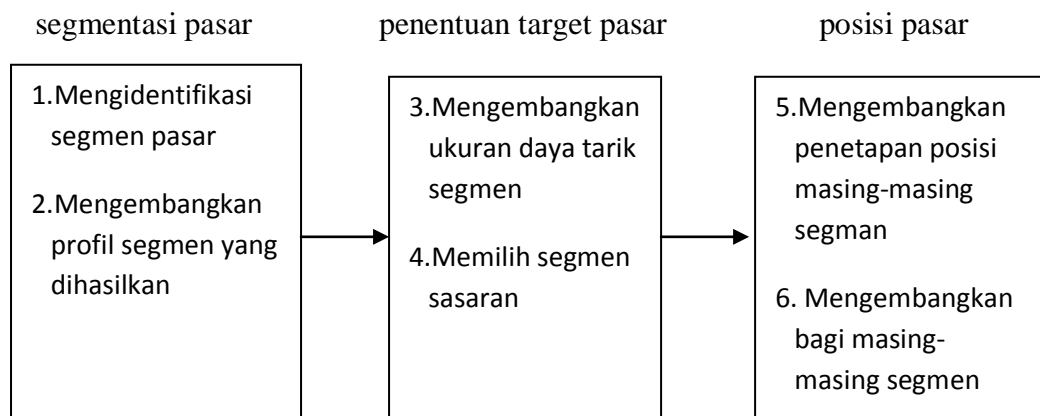 segmentasi pasar
penentuan target pasar
posisi pasar
1.Mengidentifikasi
segmen pasar
2.Mengembangkan
profil segmen yang
dihasilkan
3.Mengembangkan
ukuran daya tarik
segmen
4.Memilih segmen
sasaran
5.Mengembangkan
penetapan posisi
masing-masing
segman
6. Mengembangkan
bagi masing-
masing segmen